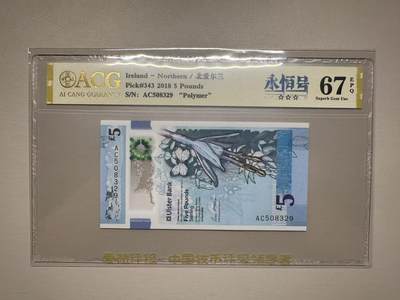 ACG
AI CANG CURRENCY
Ireland - Northern / 北爱尔兰
Pick#343 2018 5 Pounds
S/N: AC508329 "Polymer"
永恒号
☆☆☆
67 EPQ
Superb Gem Unc
£5
AC508329
Ulster Bank
Five Pounds
AC508329
£5